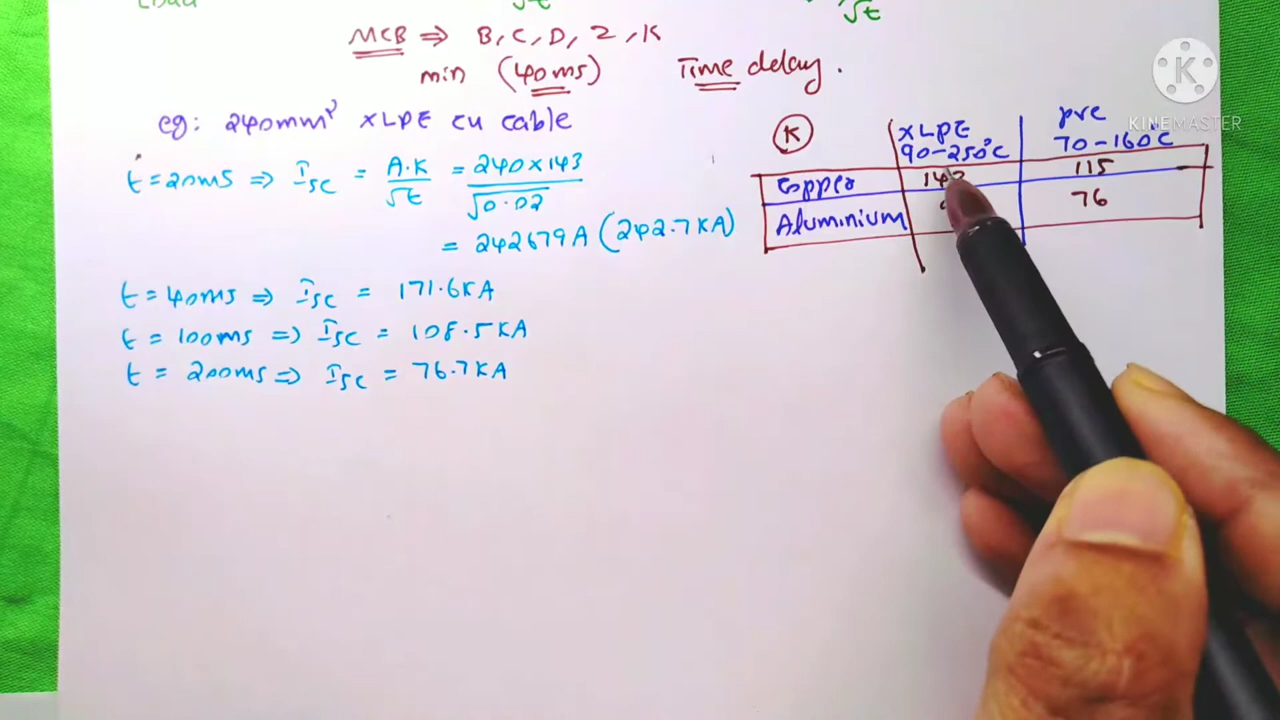 √t
√t
MCB ⇒ B, C, D, Z, K
min (40ms) Time delay.
eg: 240mm² XLPE cu cable
t = 20ms ⇒ Isc = A.K/√t = 240×143/√0.02
= 242679A (242.7KA)
t = 40ms ⇒ Isc = 171.6KA
t = 100ms ⇒ Isc = 108.5KA
t = 200ms ⇒ Isc = 76.7KA
K XLPE 90-250°C pvc 70-160°C
Copper 115
Aluminium 76
K
KINEMASTER